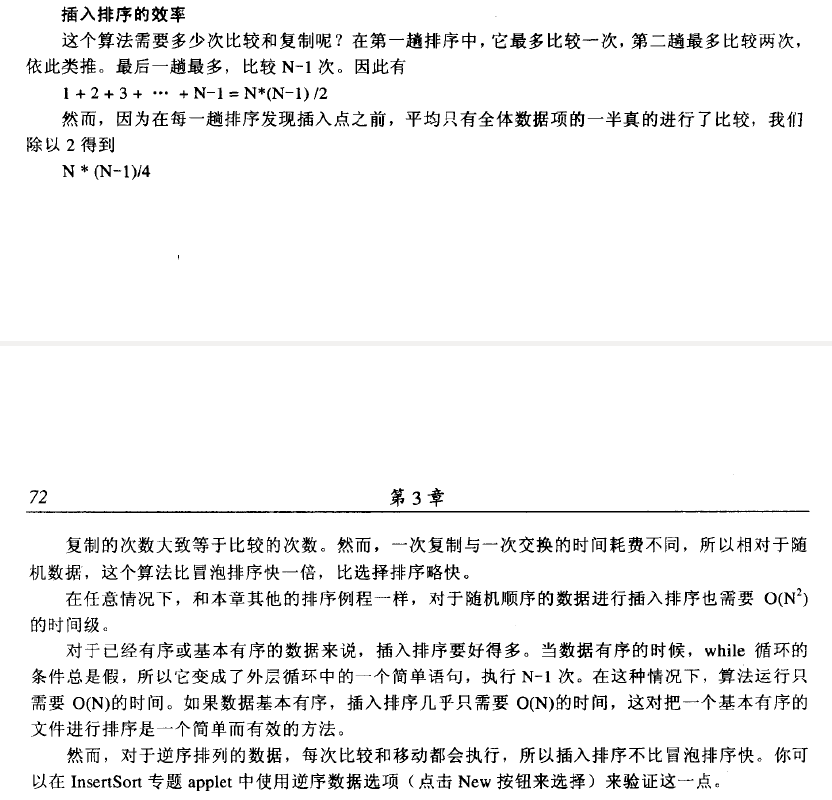 插入排序的效率
这个算法需要多少次比较和复制呢？在第一趟排序中，它最多比较一次，第二趟最多比较两次，
依此类推。最后一趟最多，比较 N-1 次。因此有
1 + 2 + 3 + … + N-1 = N*(N-1) /2
然而，因为在每一趟排序发现插入点之前，平均只有全体数据项的一半真的进行了比较，我们
除以 2 得到
N * (N-1)/4
72
第 3 章
复制的次数大致等于比较的次数。然而，一次复制与一次交换的时间耗费不同，所以相对于随
机数据，这个算法比冒泡排序快一倍，比选择排序略快。
在任意情况下，和本章其他的排序例程一样，对于随机顺序的数据进行插入排序也需要 O(N²)
的时间级。
对于已经有序或基本有序的数据来说，插入排序要好得多。当数据有序的时候，while 循环的
条件总是假，所以它变成了外层循环中的一个简单语句，执行 N-1 次。在这种情况下，算法运行只
需要 O(N)的时间。如果数据基本有序，插入排序几乎只需要 O(N)的时间，这对把一个基本有序的
文件进行排序是一个简单而有效的方法。
然而，对于逆序排列的数据，每次比较和移动都会执行，所以插入排序不比冒泡排序快。你可
以在 InsertSort 专题 applet 中使用逆序数据选项（点击 New 按钮来选择）来验证这一点。